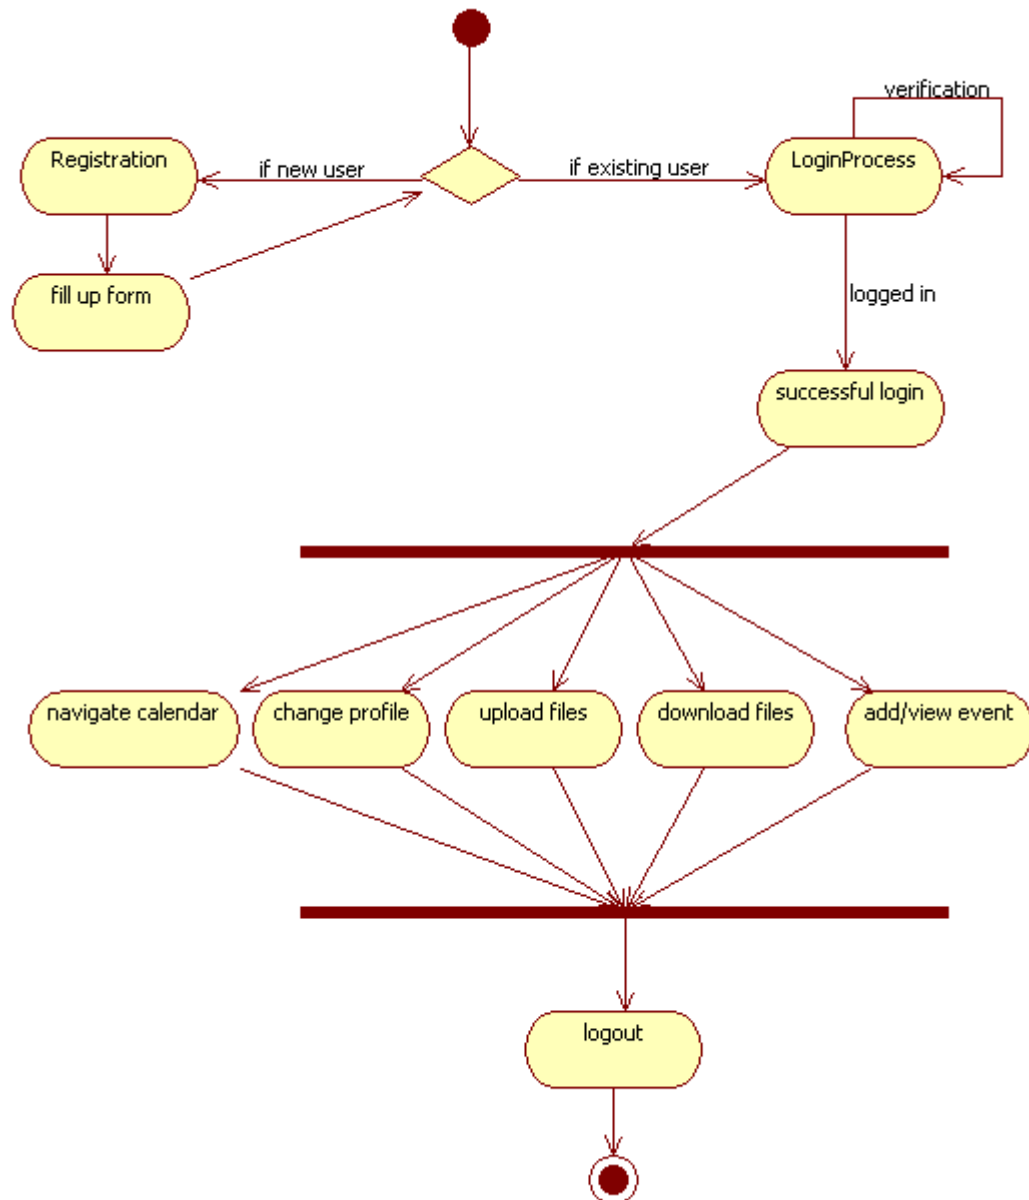 verification
Registration
if new user
if existing user
LoginProcess
fill up form
logged in
successful login
navigate calendar
change profile
upload files
download files
add/view event
logout